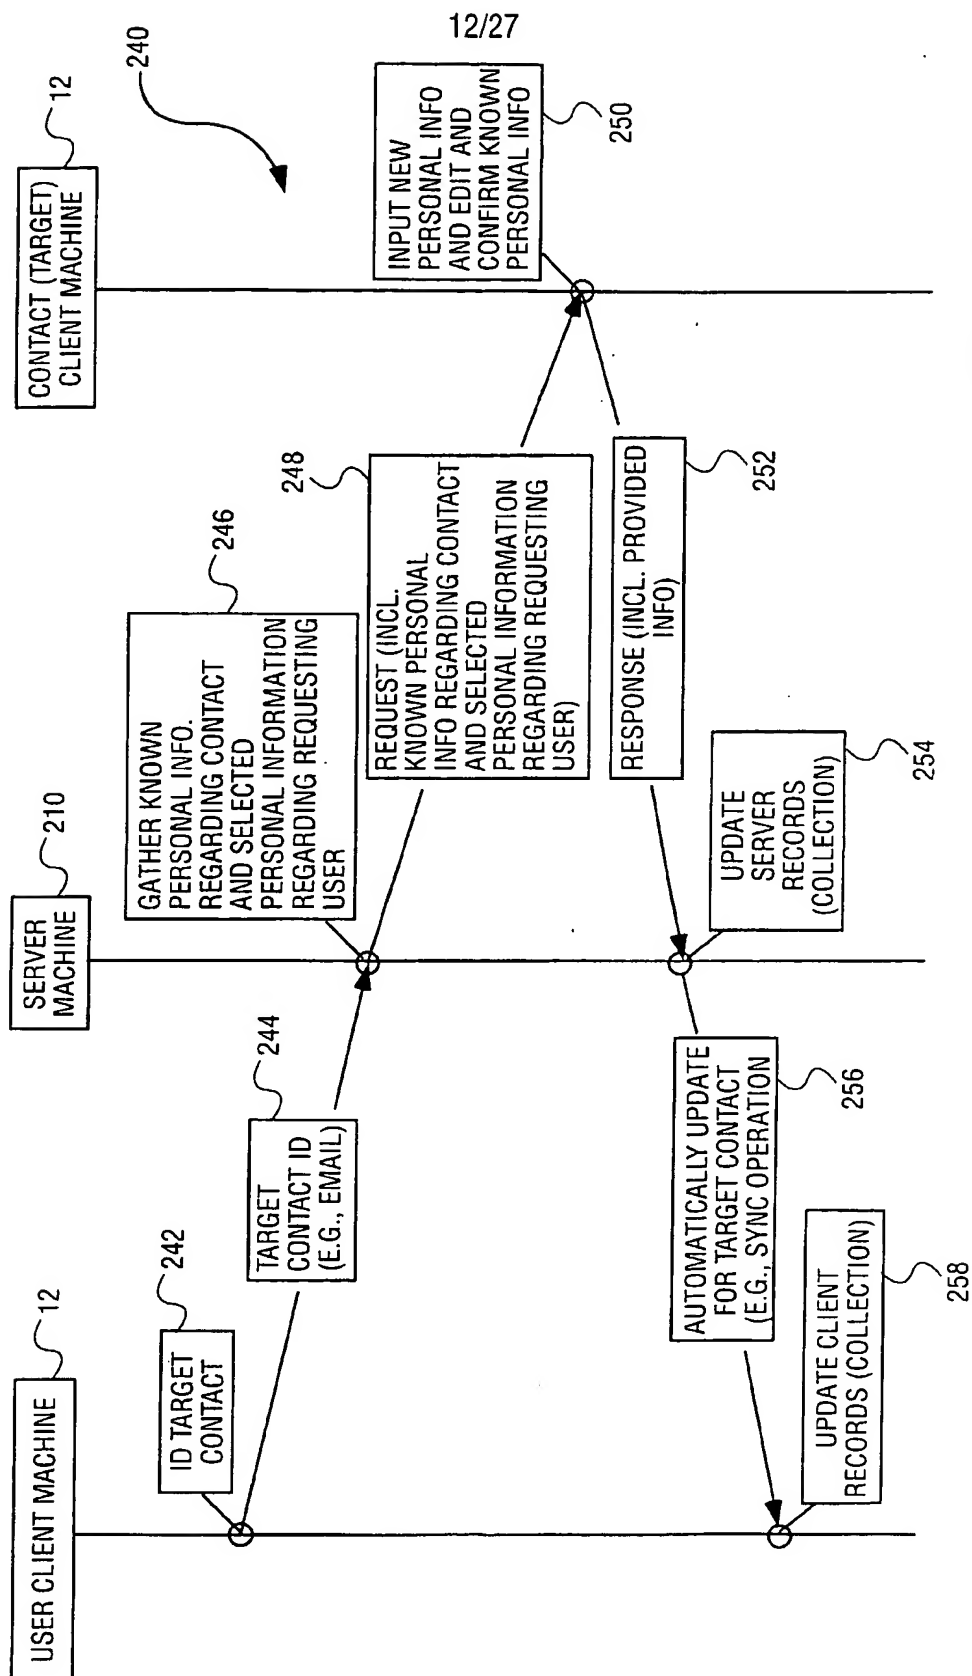 12/27
USER CLIENT MACHINE
12
SERVER
MACHINE
210
CONTACT (TARGET)
CLIENT MACHINE
12
240
ID TARGET
CONTACT
242
TARGET
CONTACT ID
(E.G., EMAIL)
244
GATHER KNOWN
PERSONAL INFO.
REGARDING CONTACT
AND SELECTED
PERSONAL INFORMATION
REGARDING REQUESTING
USER
246
REQUEST (INCL.
KNOWN PERSONAL
INFO REGARDING CONTACT
AND SELECTED
PERSONAL INFORMATION
REGARDING REQUESTING
USER)
248
INPUT NEW
PERSONAL INFO
AND EDIT AND
CONFIRM KNOWN
PERSONAL INFO
250
RESPONSE (INCL. PROVIDED
INFO)
252
UPDATE
SERVER
RECORDS
(COLLECTION)
254
AUTOMATICALLY UPDATE
FOR TARGET CONTACT
(E.G., SYNC OPERATION
256
UPDATE CLIENT
RECORDS (COLLECTION)
258